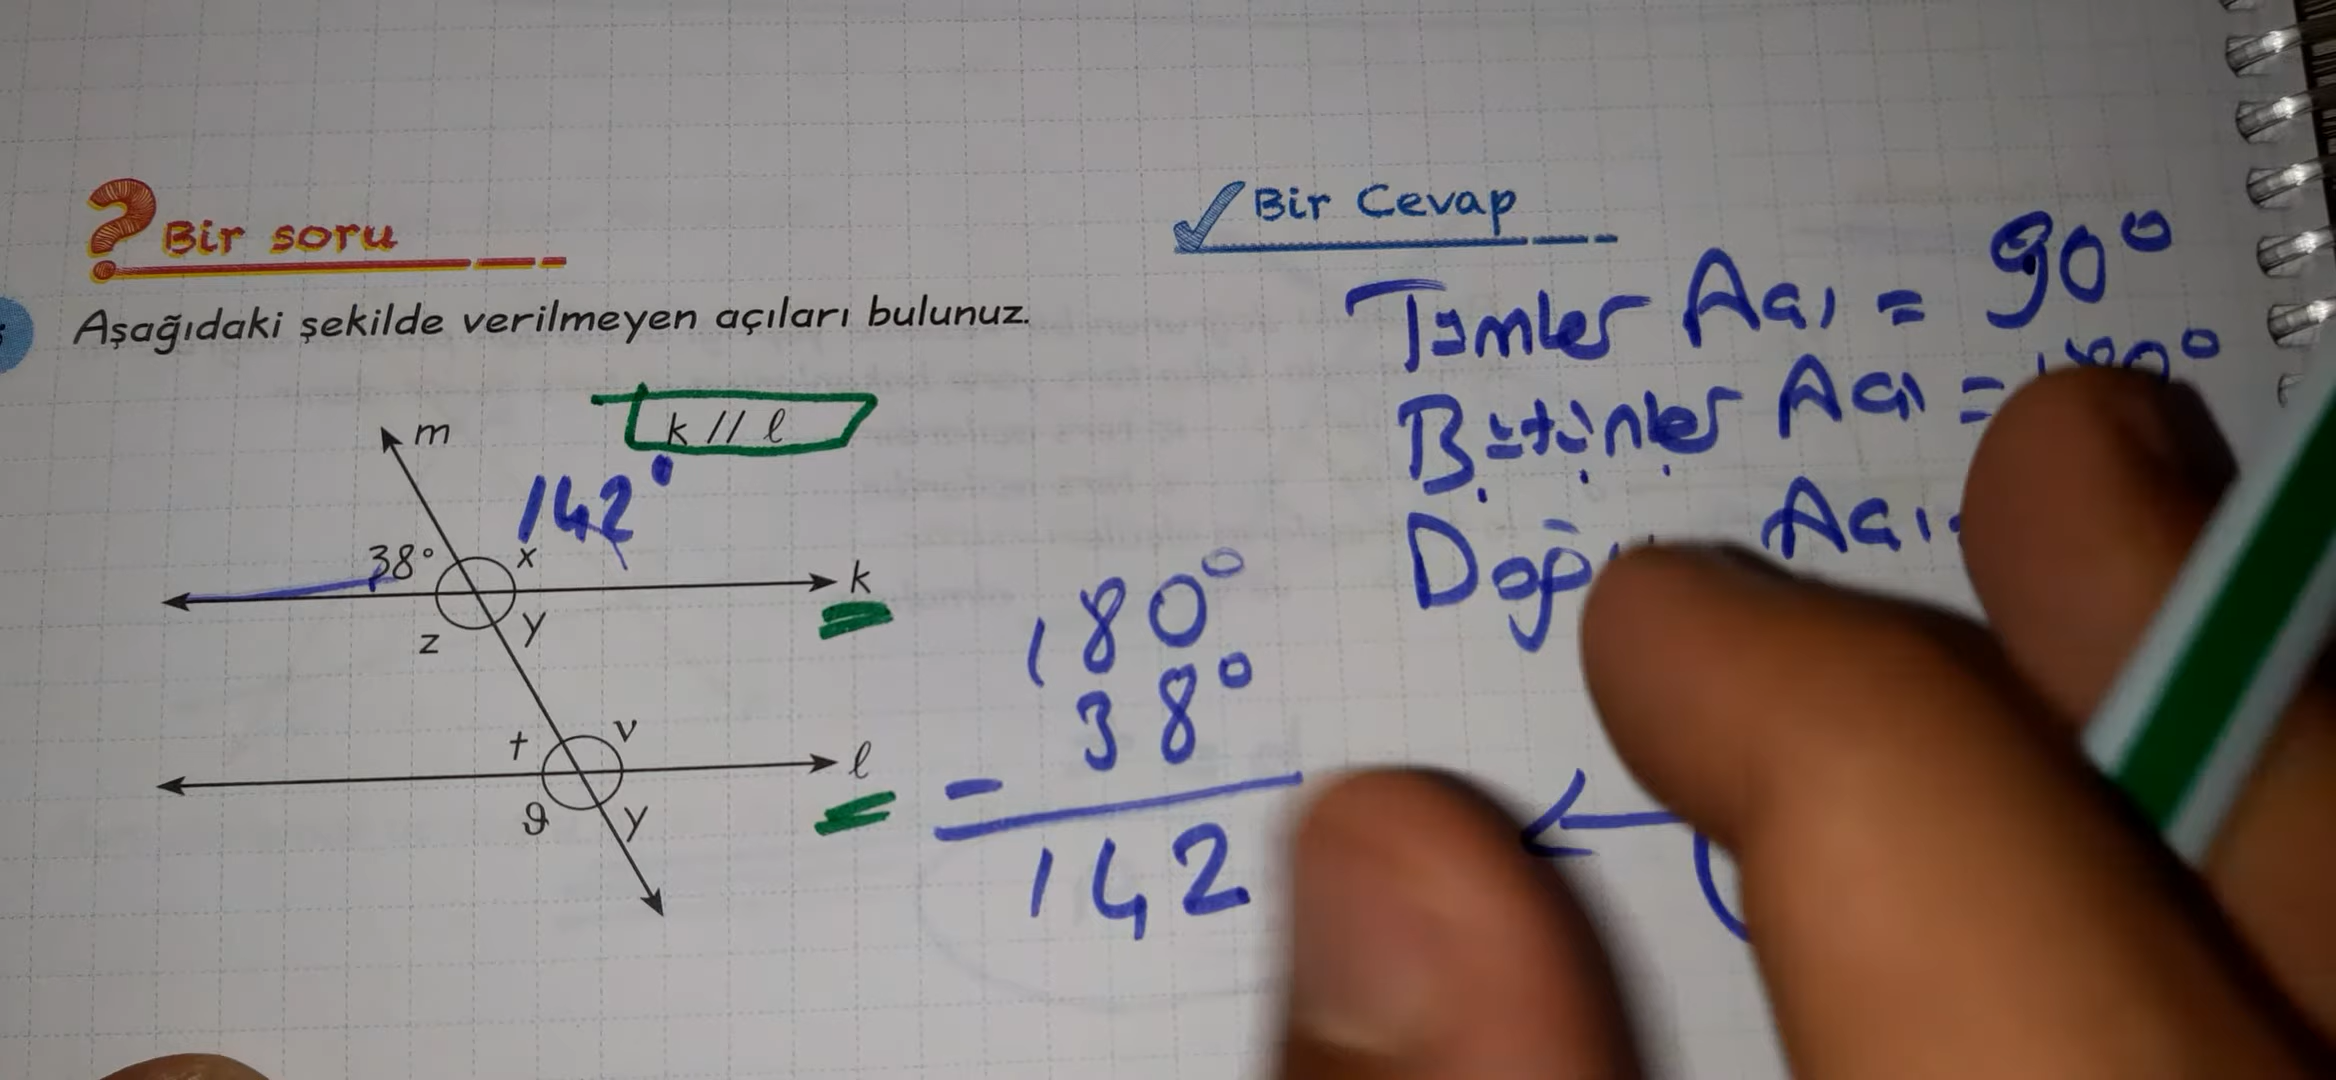 Bir soru
Aşağıdaki şekilde verilmeyen açıları bulunuz.
k // l
m
142°
38°
x
k
z
y
t
v
l
ϑ
y
180°
38°
-
142
Bir Cevap
Tümler Açı = 90°
Bütünler Açı =
Açı